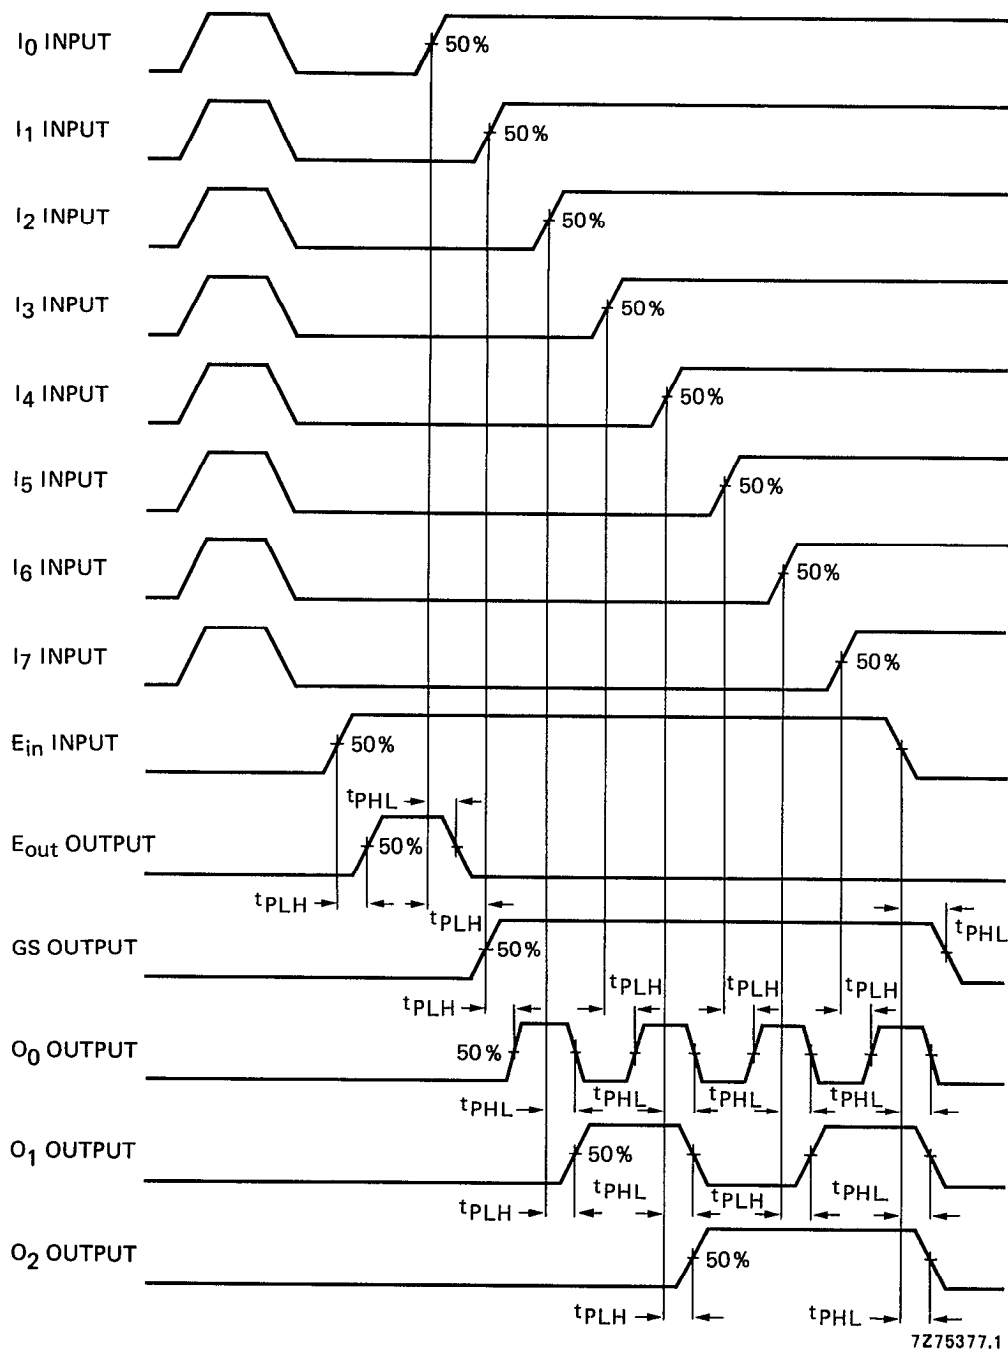 I0 INPUT
50%
I1 INPUT
50%
I2 INPUT
50%
I3 INPUT
50%
I4 INPUT
50%
I5 INPUT
50%
I6 INPUT
50%
I7 INPUT
50%
Ein INPUT
50%
tPHL
Eout OUTPUT
50%
tPLH
tPLH
tPHL
GS OUTPUT
50%
tPLH
tPLH
tPLH
tPLH
O0 OUTPUT
50%
tPHL
tPHL
tPHL
tPHL
O1 OUTPUT
50%
tPLH
tPHL
tPLH
tPHL
O2 OUTPUT
50%
tPLH
tPHL
7Z75377.1